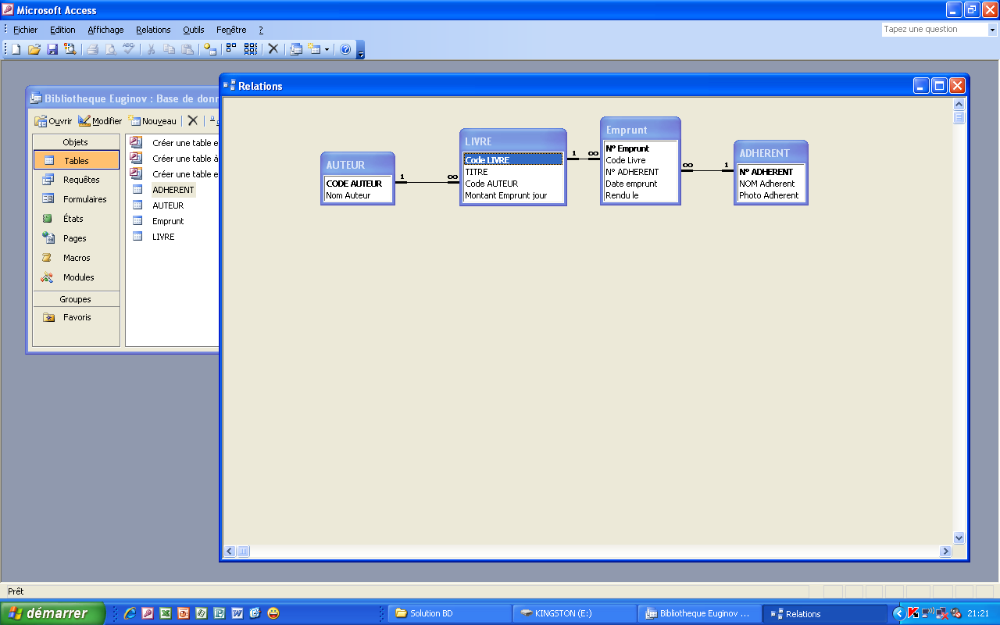 Microsoft Access
Fichier Edition Affichage Relations Outils Fenêtre ?
Tapez une question
Bibliotheque Euginov : Base de donn
Ouvrir Modifier Nouveau
Objets
Tables
Requêtes
Formulaires
États
Pages
Macros
Modules
Groupes
Favoris
Créer une table e
Créer une table à
Créer une table e
ADHERENT
AUTEUR
Emprunt
LIVRE
Relations
AUTEUR
CODE AUTEUR
Nom Auteur
1 ∞
LIVRE
Code LIVRE
TITRE
Code AUTEUR
Montant Emprunt jour
1 ∞
Emprunt
N° Emprunt
Code Livre
N° ADHERENT
Date emprunt
Rendu le
∞ 1
ADHERENT
N° ADHERENT
NOM Adherent
Photo Adherent
Prêt
démarrer
Solution BD
KINGSTON (E:)
Bibliotheque Euginov ...
Relations
21:21